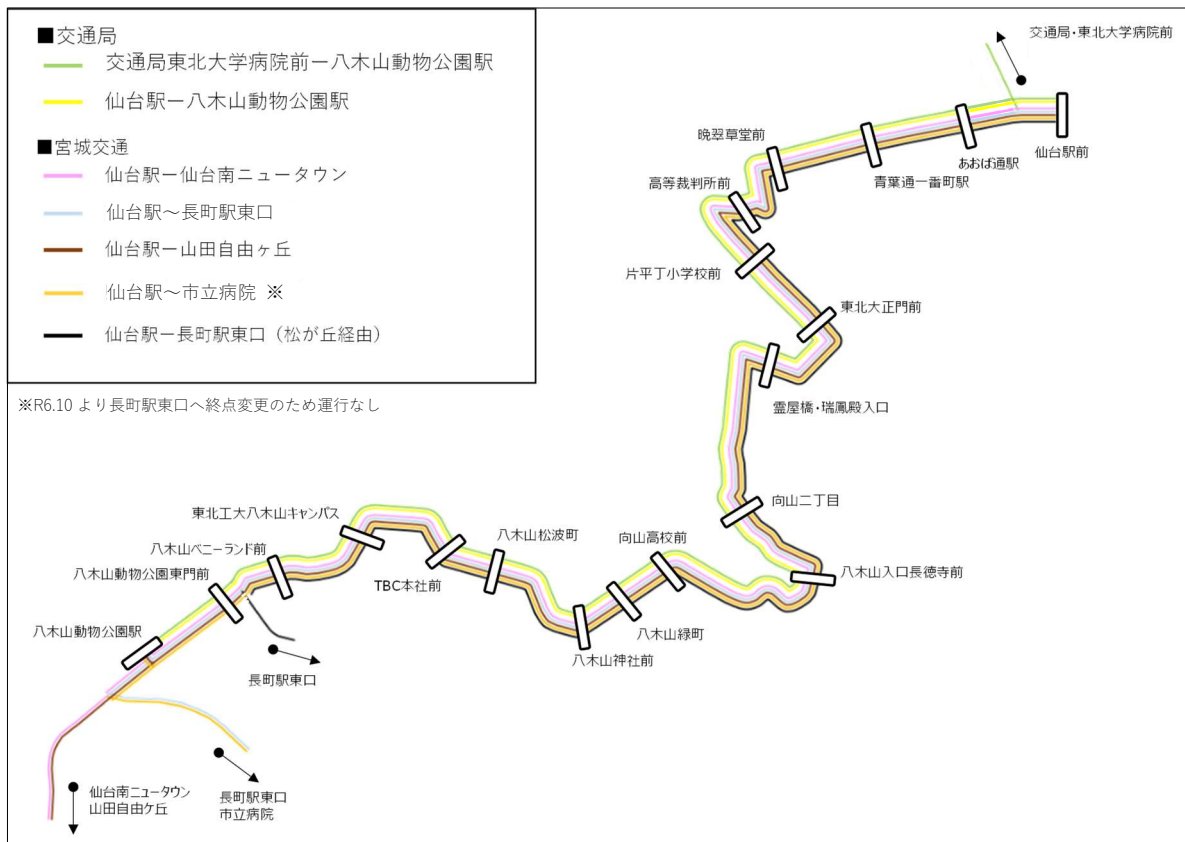 ■交通局
交通局東北大学病院前ー八木山動物公園駅
仙台駅ー八木山動物公園駅
■宮城交通
仙台駅ー仙台南ニュータウン
仙台駅～長町駅東口
仙台駅ー山田自由ヶ丘
仙台駅～市立病院 ※
仙台駅ー長町駅東口（松が丘経由）
※R6.10 より長町駅東口へ終点変更のため運行なし
交通局・東北大学病院前
仙台駅前
あおば通駅
青葉通一番町駅
晩翠草堂前
高等裁判所前
片平丁小学校前
東北大正門前
霊屋橋・瑞鳳殿入口
向山二丁目
八木山入口長徳寺前
向山高校前
八木山緑町
八木山神社前
八木山松波町
TBC本社前
東北工大八木山キャンパス
八木山ベニーランド前
八木山動物公園東門前
八木山動物公園駅
長町駅東口
長町駅東口
市立病院
仙台南ニュータウン
山田自由ケ丘